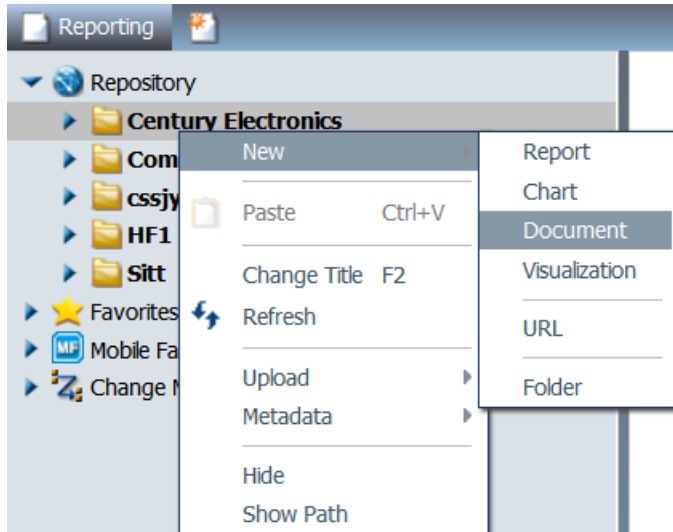 Reporting
Repository
Century Electronics
Com
cssjy
HF1
Sitt
Favorites
MF
Mobile Fa
Change
New
Paste Ctrl+V
Change Title F2
Refresh
Upload
Metadata
Hide
Show Path
Report
Chart
Document
Visualization
URL
Folder